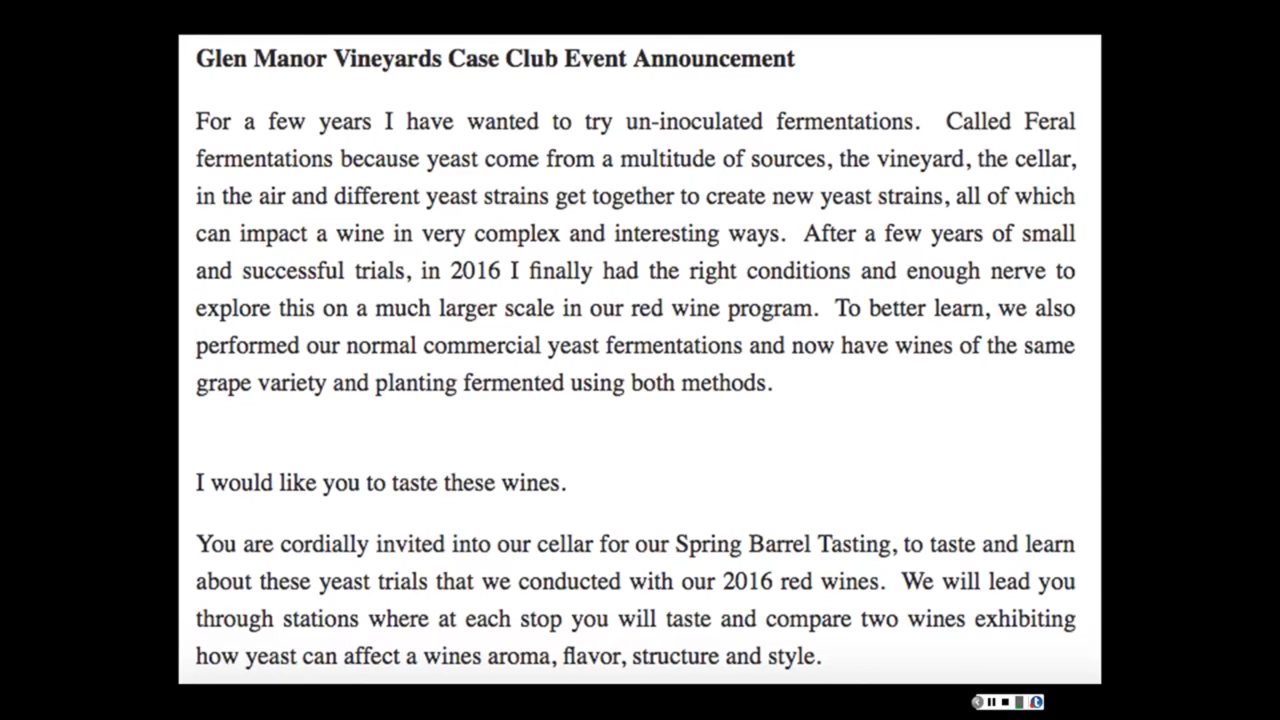 Glen Manor Vineyards Case Club Event Announcement
For a few years I have wanted to try un-inoculated fermentations. Called Feral
fermentations because yeast come from a multitude of sources, the vineyard, the cellar,
in the air and different yeast strains get together to create new yeast strains, all of which
can impact a wine in very complex and interesting ways. After a few years of small
and successful trials, in 2016 I finally had the right conditions and enough nerve to
explore this on a much larger scale in our red wine program. To better learn, we also
performed our normal commercial yeast fermentations and now have wines of the same
grape variety and planting fermented using both methods.
I would like you to taste these wines.
You are cordially invited into our cellar for our Spring Barrel Tasting, to taste and learn
about these yeast trials that we conducted with our 2016 red wines. We will lead you
through stations where at each stop you will taste and compare two wines exhibiting
how yeast can affect a wines aroma, flavor, structure and style.